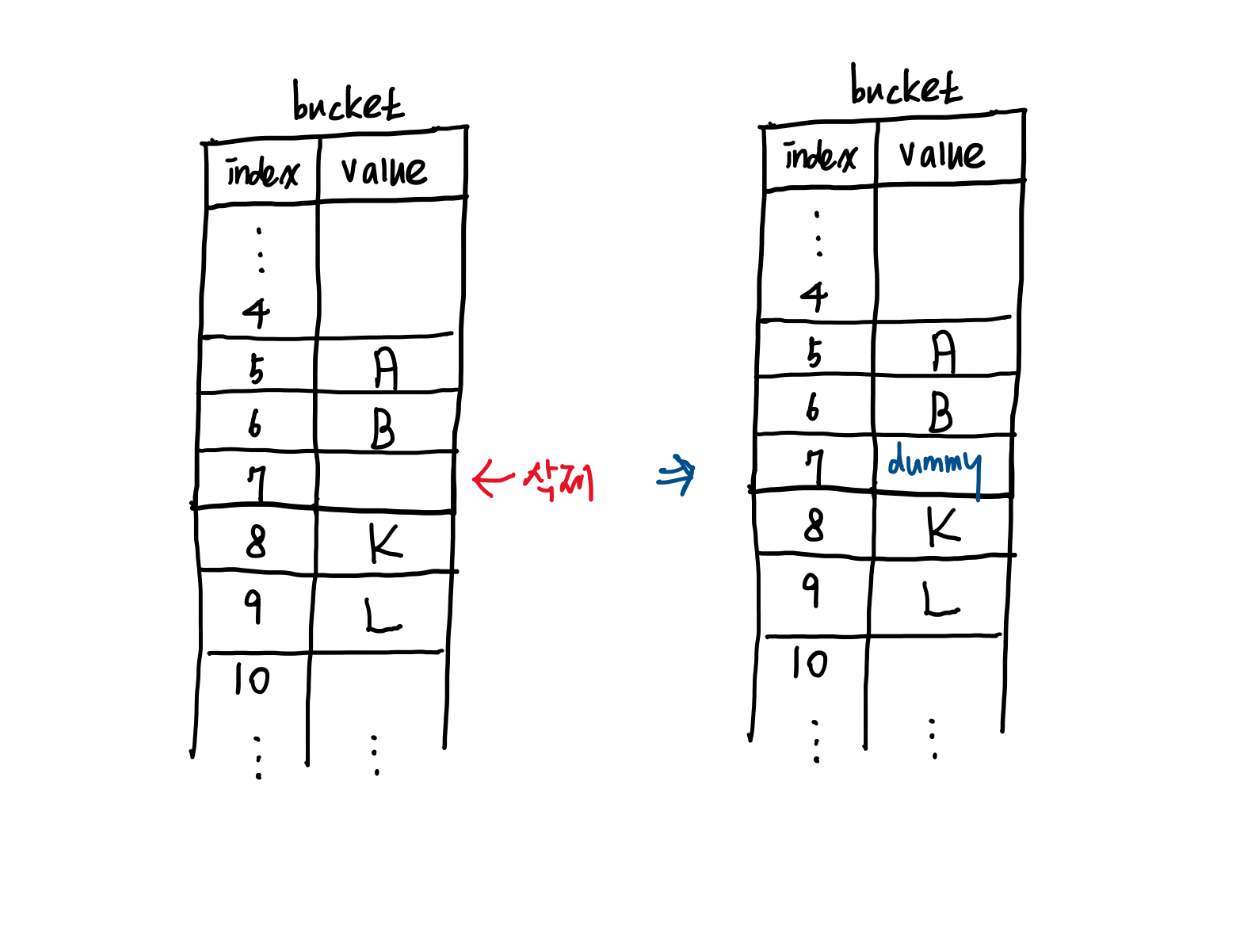 bucket
index value
⋮
4
5 A
6 B
7
8 K
9 L
10
⋮ ⋮
← 삭제 ⇒
bucket
index value
⋮
4
5 A
6 B
7 dummy
8 K
9 L
10
⋮ ⋮